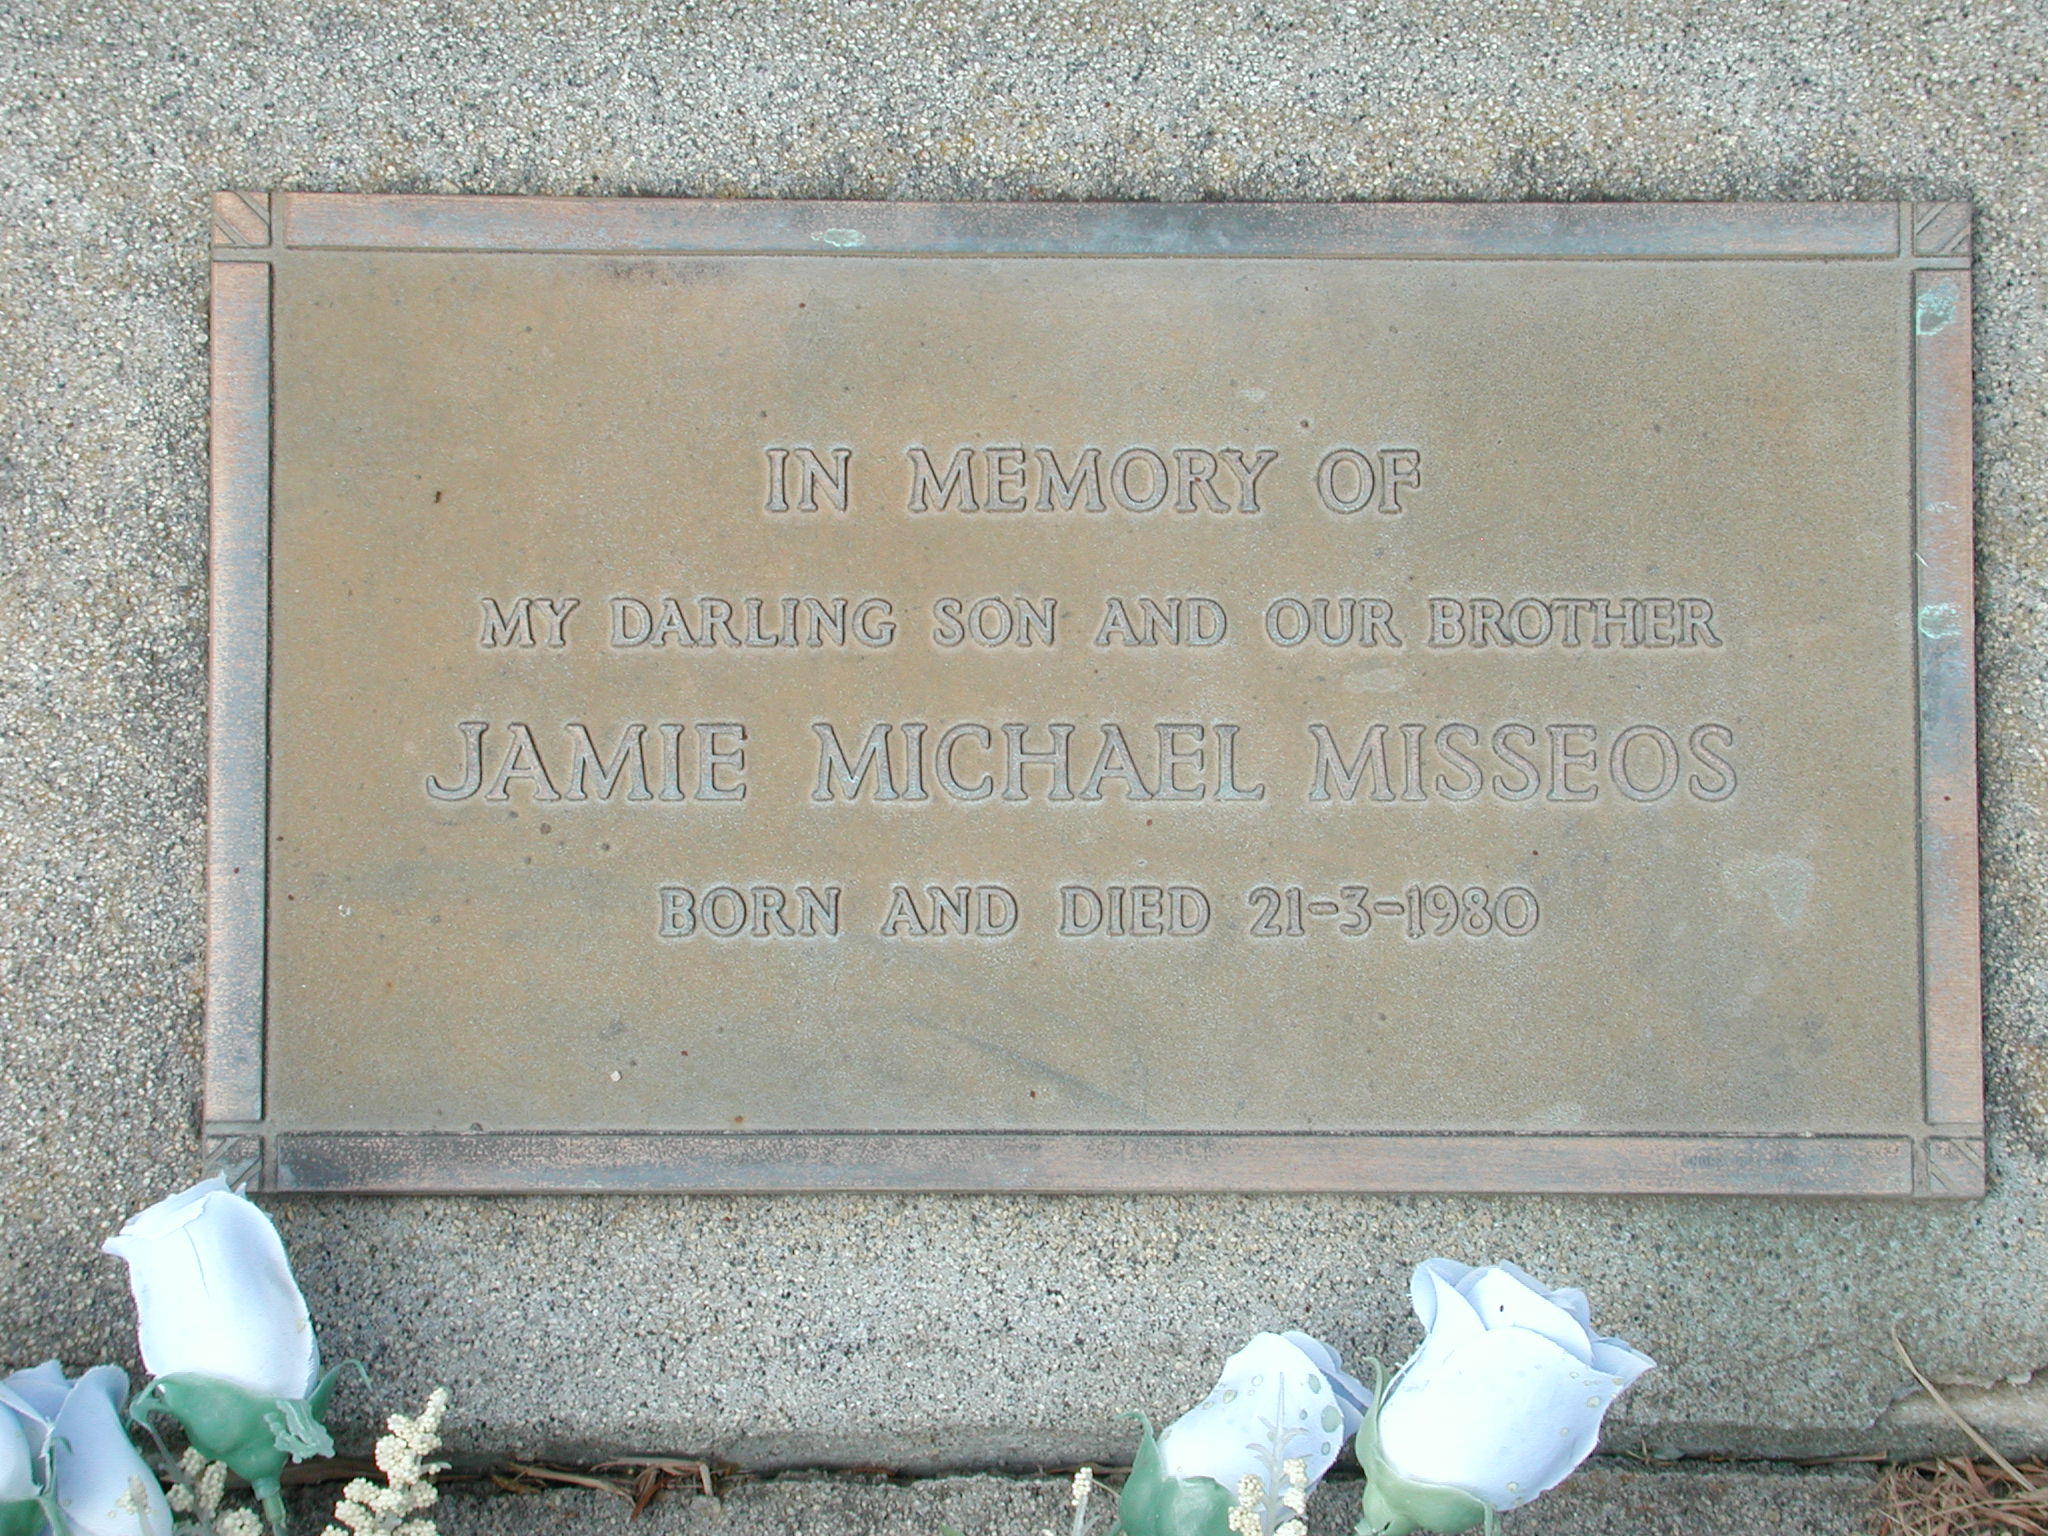 IN MEMORY OF
MY DARLING SON AND OUR BROTHER
JAMIE MICHAEL MISSEOS
BORN AND DIED 21-3-1980